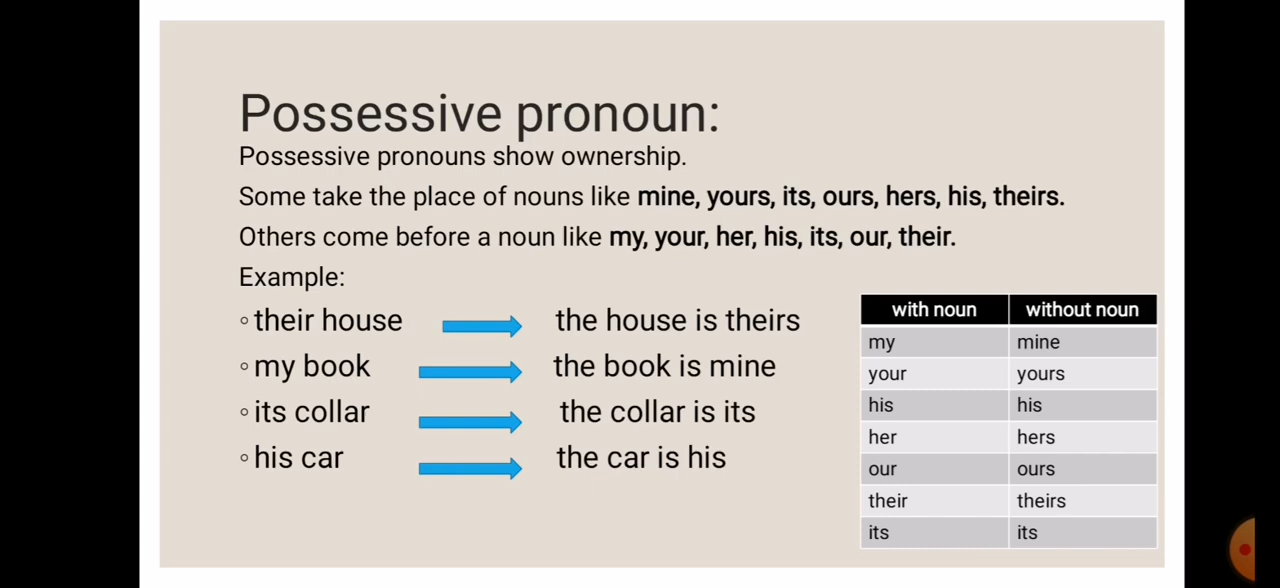 Possessive pronoun:
Possessive pronouns show ownership.
Some take the place of nouns like mine, yours, its, ours, hers, his, theirs.
Others come before a noun like my, your, her, his, its, our, their.
Example:
◦ their house the house is theirs
◦ my book the book is mine
◦ its collar the collar is its
◦ his car the car is his
with noun without noun
my mine
your yours
his his
her hers
our ours
their theirs
its its